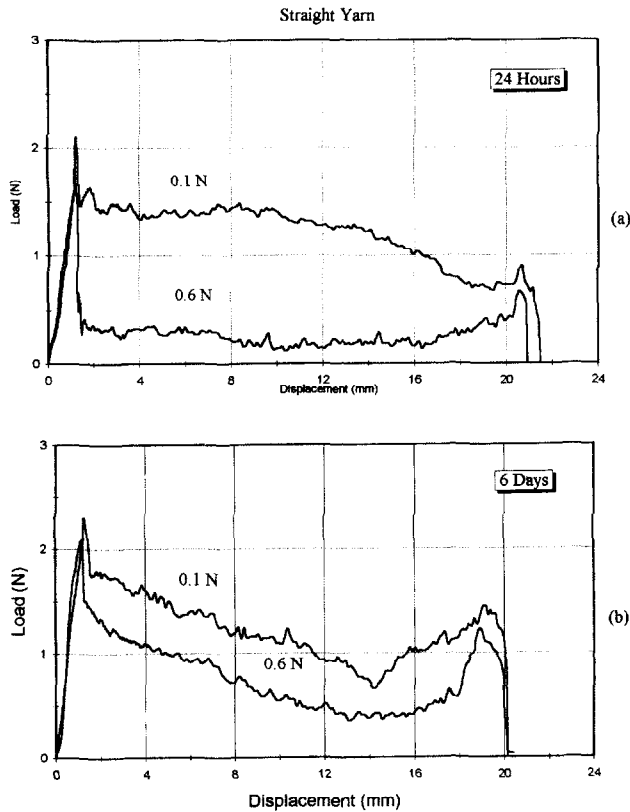 Straight Yarn
3
24 Hours
2
0.1 N
Load (N)
(a)
1
0.6 N
0
0 4 8 12 16 20 24
Displacement (mm)
3
6 Days
2
0.1 N
Load (N)
(b)
1
0.6 N
0
0 4 8 12 16 20 24
Displacement (mm)